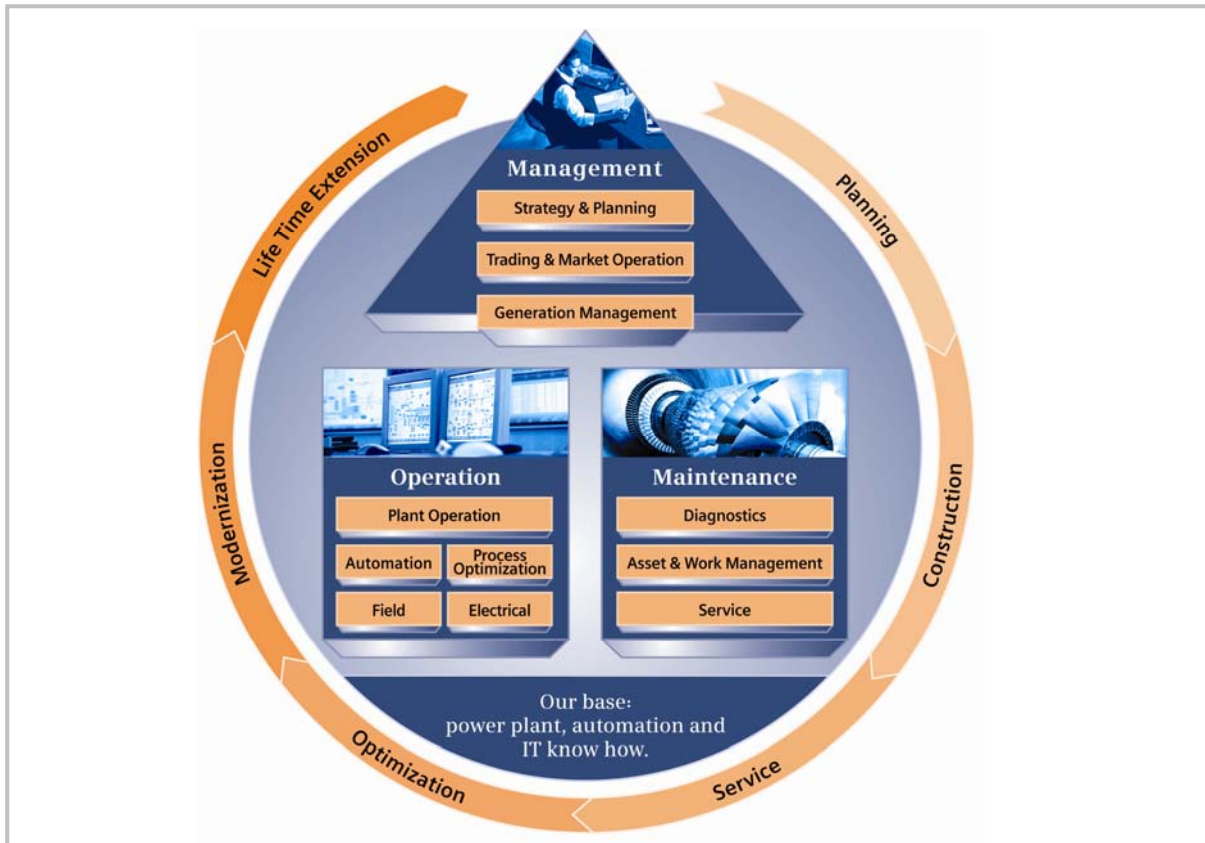 Management
Strategy & Planning
Trading & Market Operation
Generation Management
Operation
Plant Operation
Automation
Process
Optimization
Field
Electrical
Maintenance
Diagnostics
Asset & Work Management
Service
Our base:
power plant, automation and
IT know how.
Planning
Construction
Service
Optimization
Modernization
Life Time Extension